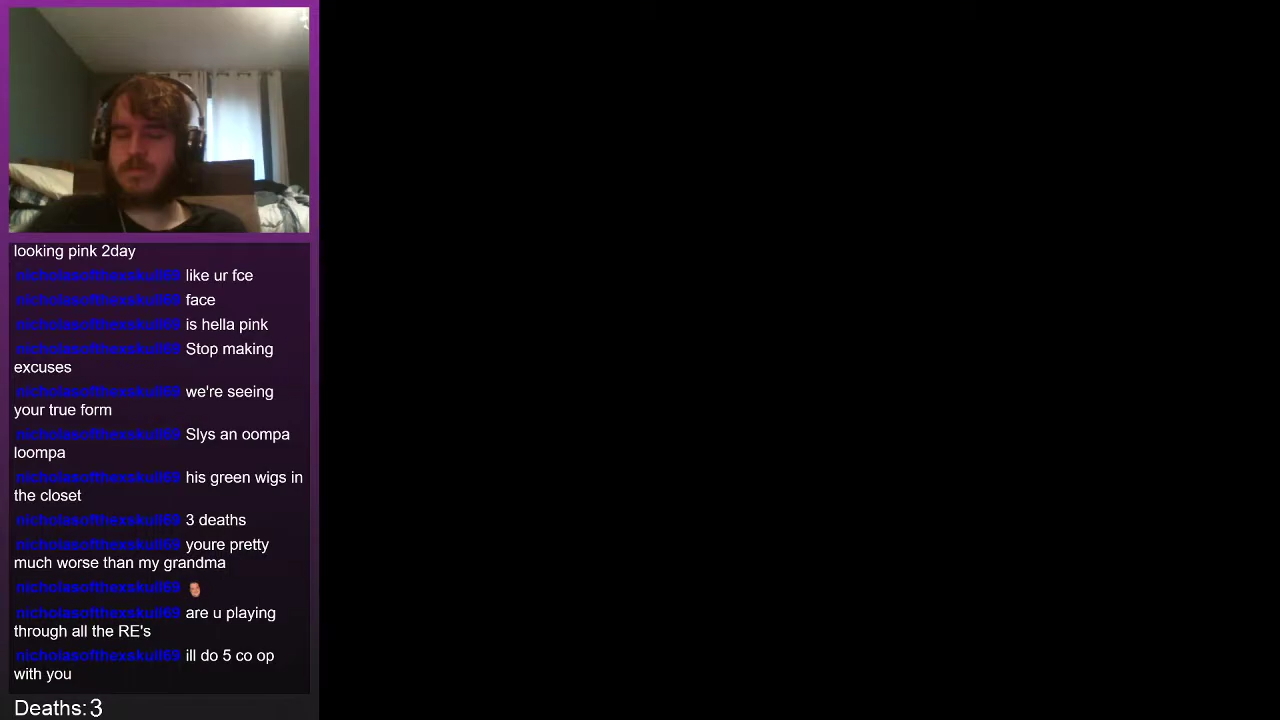 looking pink 2day
nicholasofthexskull69 like ur fce
nicholasofthexskull69 face
nicholasofthexskull69 is hella pink
nicholasofthexskull69 Stop making
excuses
nicholasofthexskull69 we're seeing
your true form
nicholasofthexskull69 Slys an oompa
loompa
nicholasofthexskull69 his green wigs in
the closet
nicholasofthexskull69 3 deaths
nicholasofthexskull69 youre pretty
much worse than my grandma
nicholasofthexskull69
nicholasofthexskull69 are u playing
through all the RE's
nicholasofthexskull69 ill do 5 co op
with you
Deaths: 3